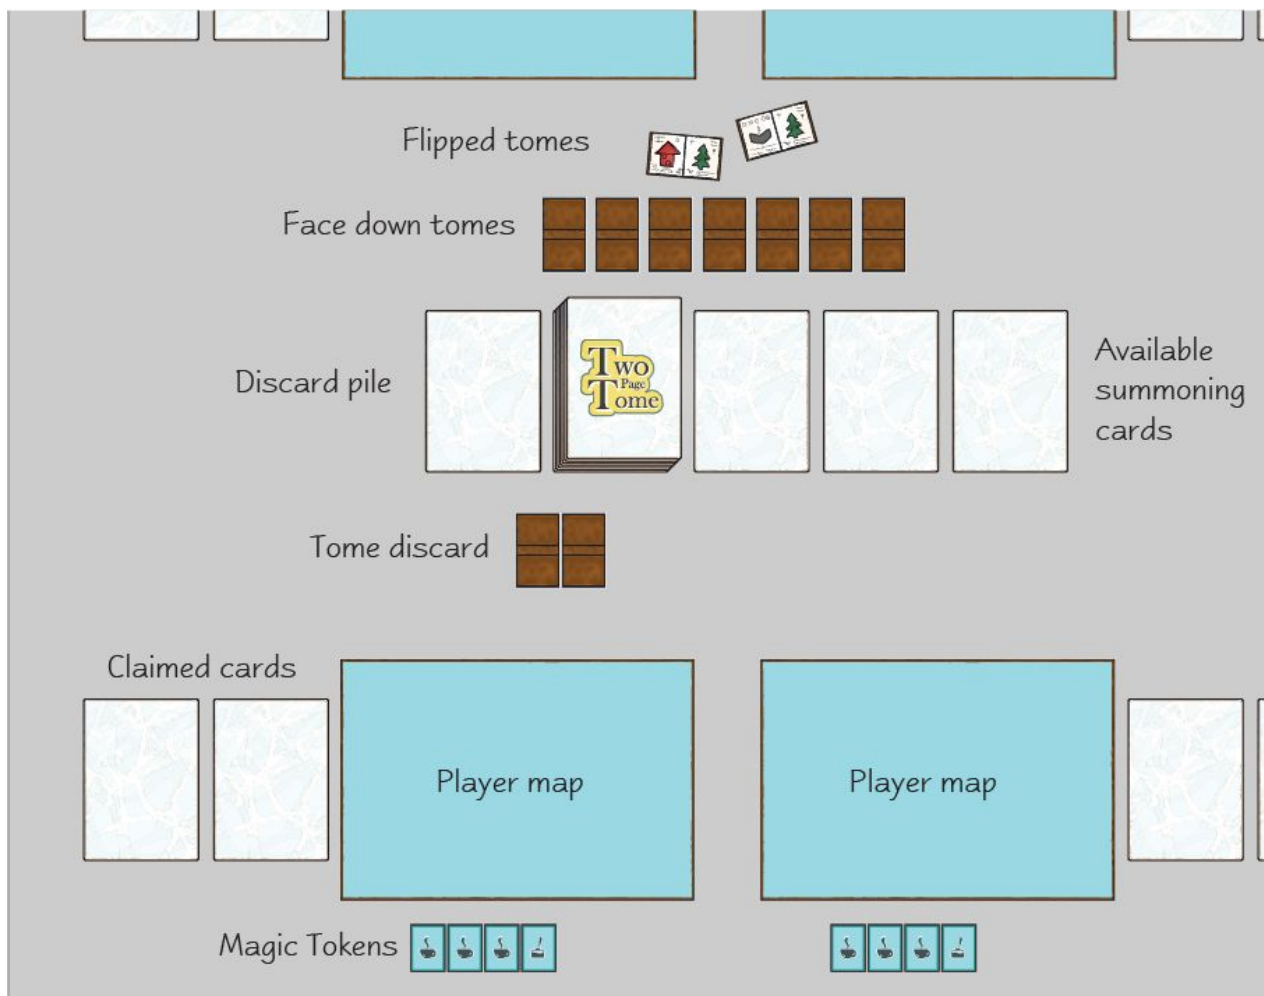 Flipped tomes
Face down tomes
Discard pile
Two
Page
Tome
Available
summoning
cards
Tome discard
Claimed cards
Player map
Player map
Magic Tokens